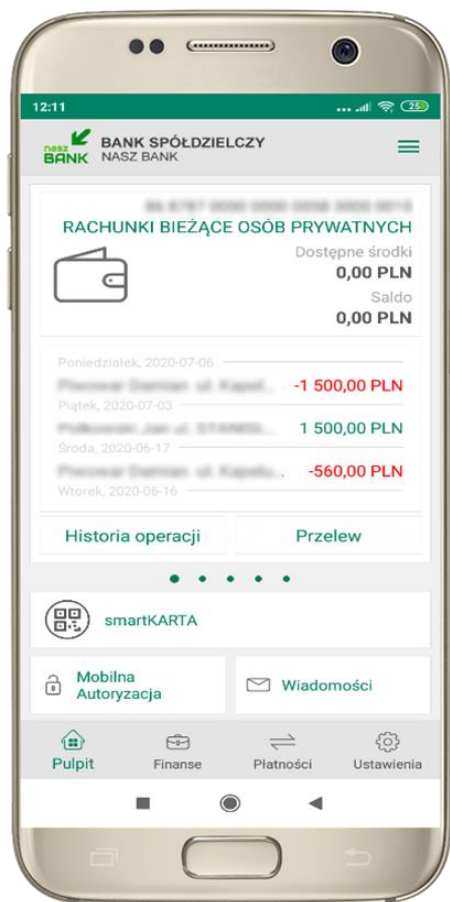 12:11
25
nasz BANK
BANK SPÓŁDZIELCZY
NASZ BANK
RACHUNKI BIEŻĄCE OSÓB PRYWATNYCH
Dostępne środki
0,00 PLN
Saldo
0,00 PLN
Poniedziałek, 2020-07-06
-1 500,00 PLN
Piątek, 2020-07-03
1 500,00 PLN
Środa, 2020-06-17
-560,00 PLN
Wtorek, 2020-06-16
Historia operacji
Przelew
smartKARTA
Mobilna
Autoryzacja
Wiadomości
Pulpit
Finanse
Płatności
Ustawienia